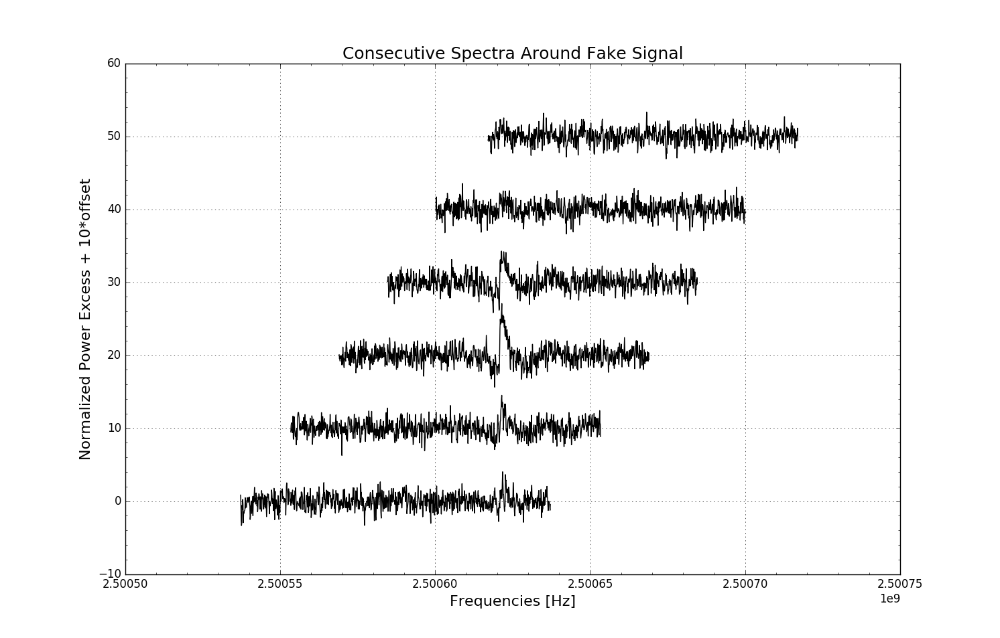 Consecutive Spectra Around Fake Signal
60
50
40
30
20
10
0
−10
Normalized Power Excess + 10*offset
2.50050 2.50055 2.50060 2.50065 2.50070 2.50075
1e9
Frequencies [Hz]